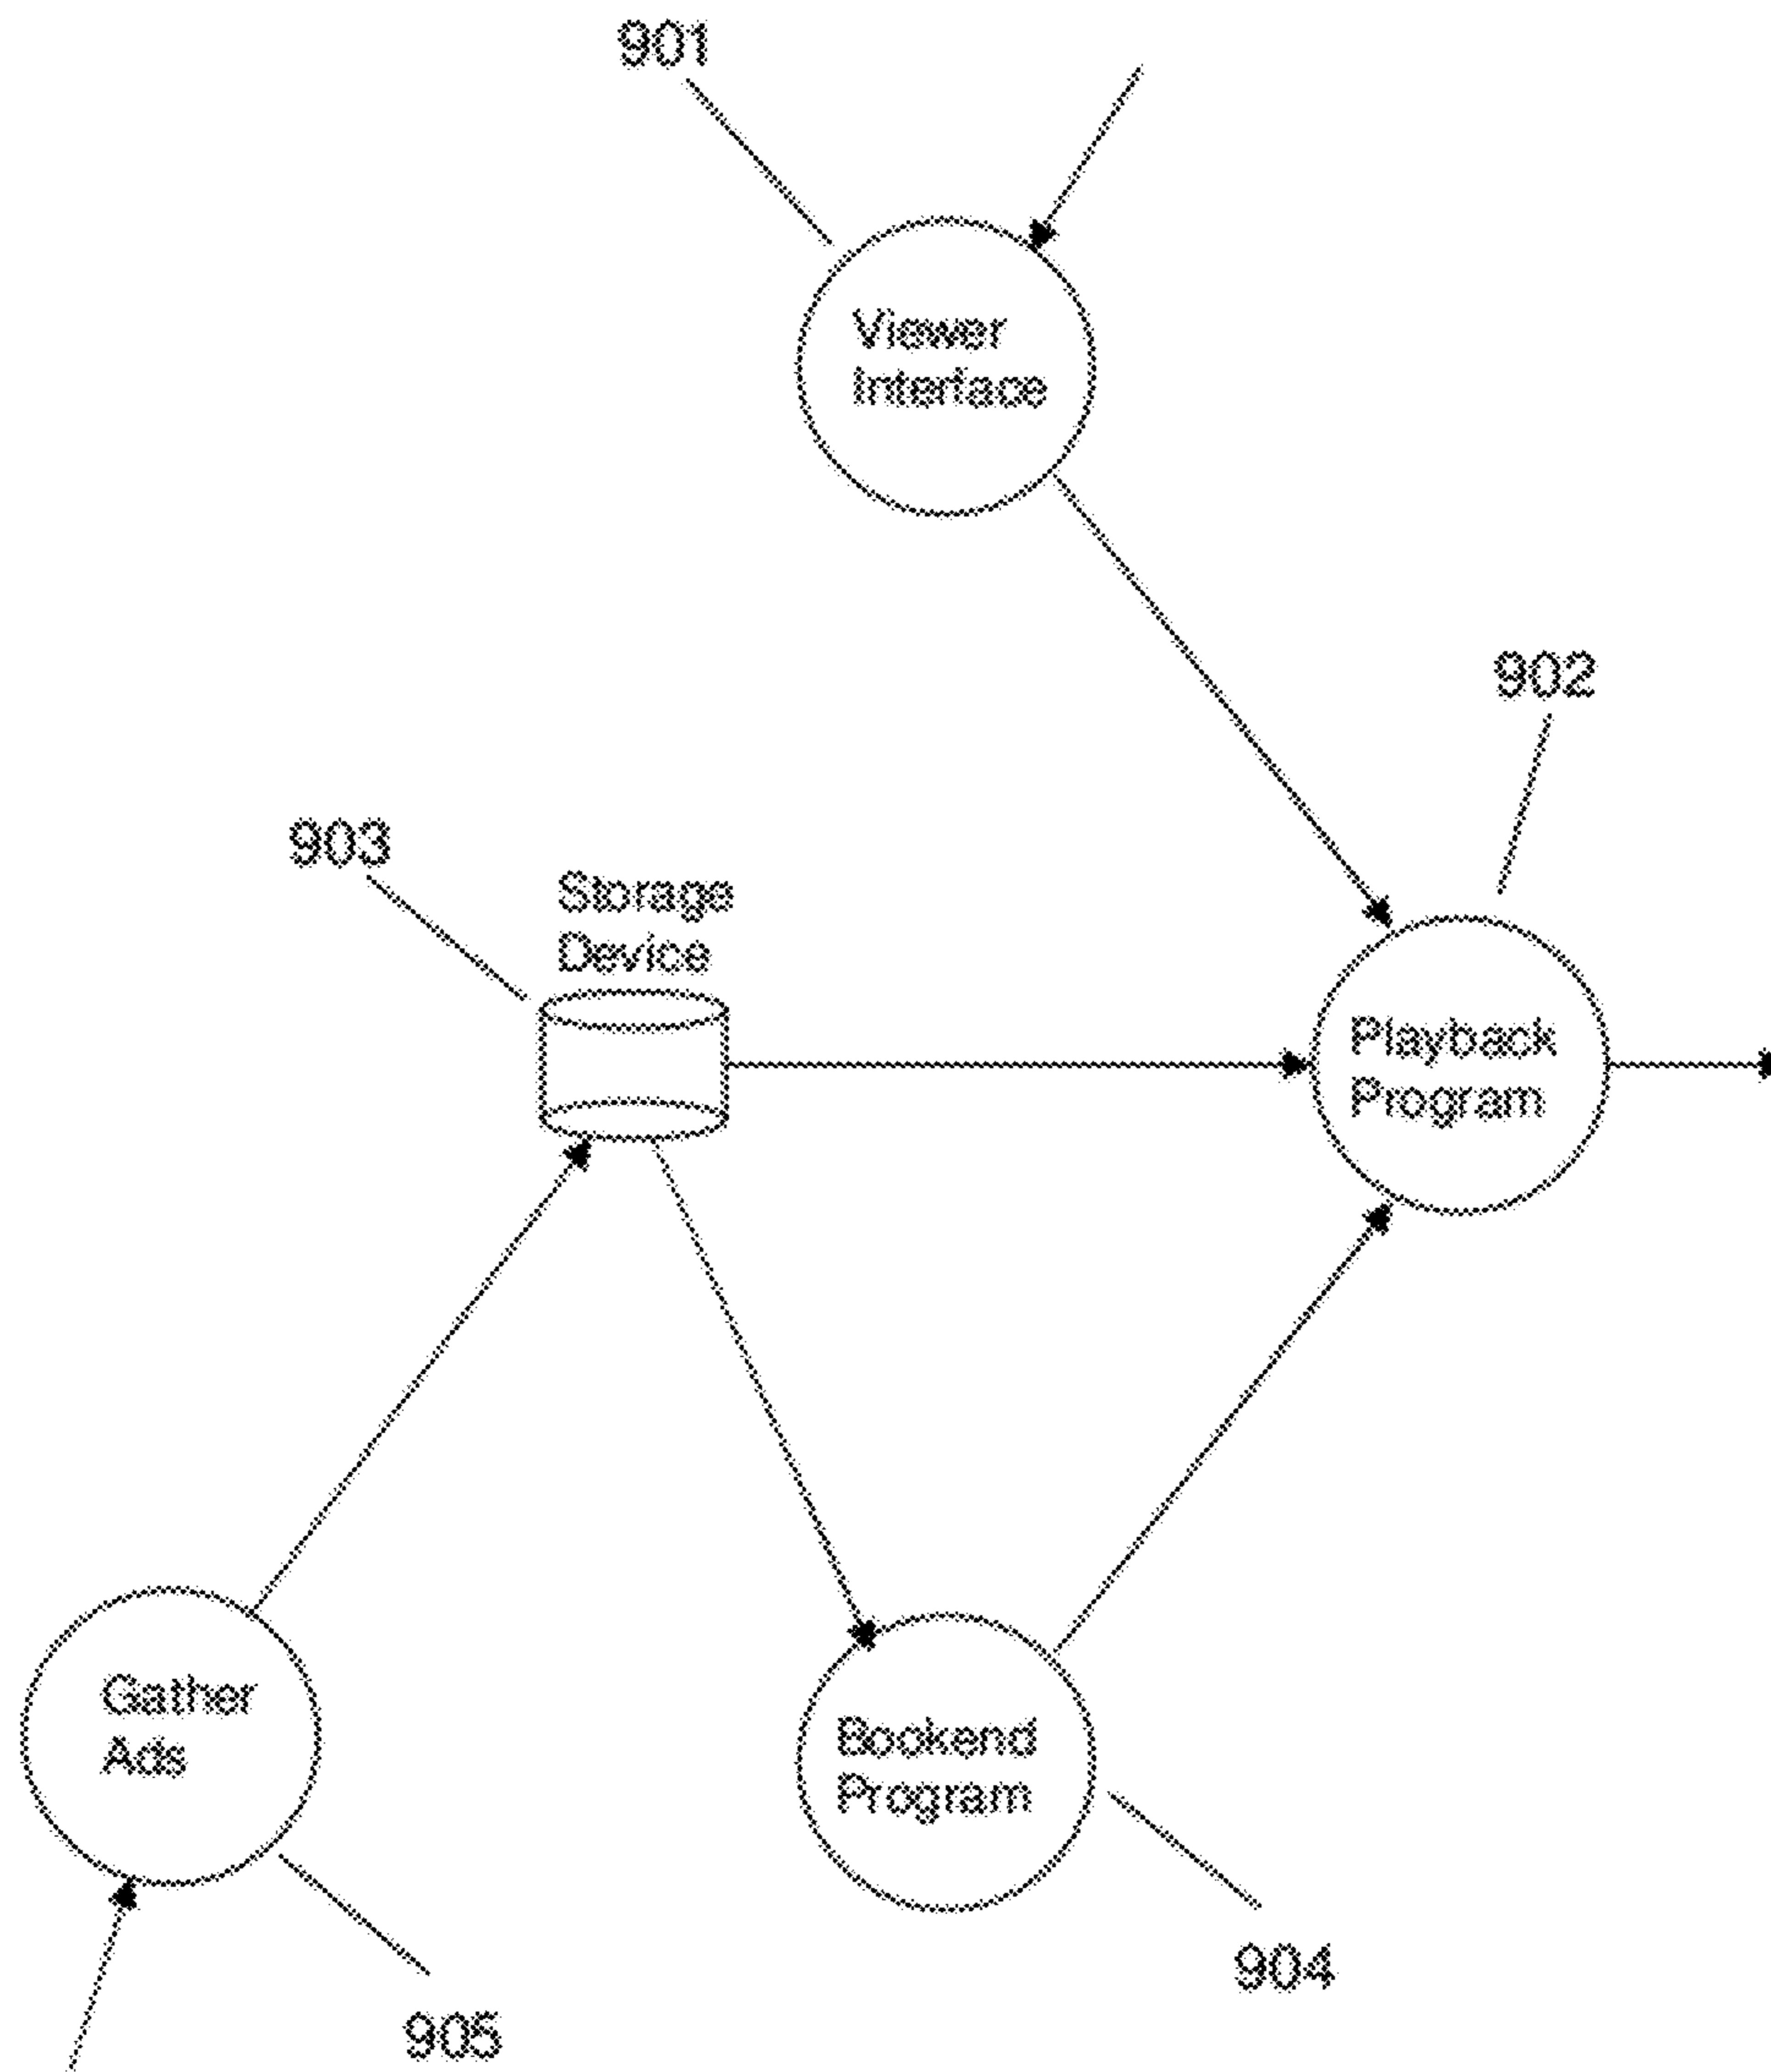 901
Viewer
Interface
902
903
Storage
Device
Playback
Program
Gather
Ads
Bookend
Program
904
905